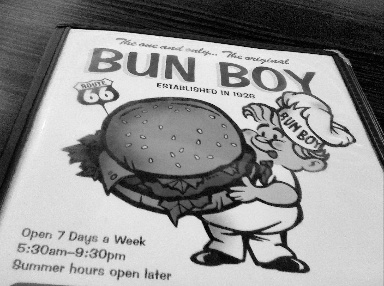 The one and only... The original
BUN BOY
ESTABLISHED IN 1926
ROUTE
66
BUN BOY
Open 7 Days a Week
5:30am-9:30pm
Summer hours open later